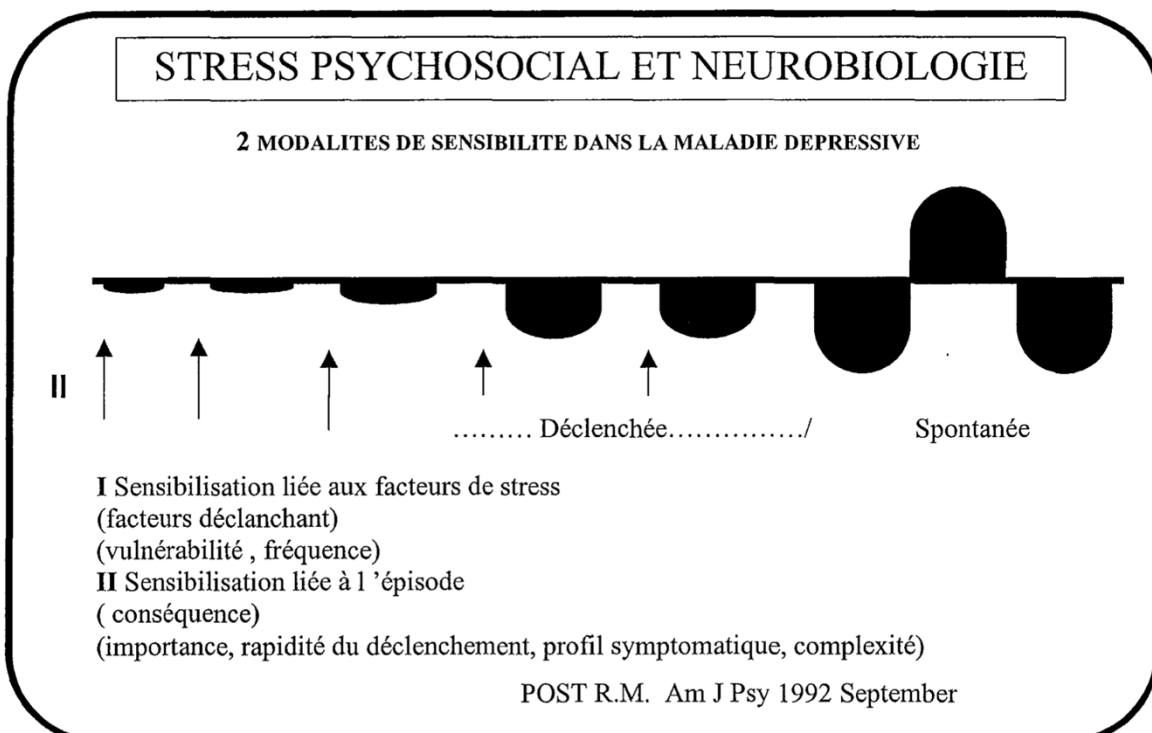 STRESS PSYCHOSOCIAL ET NEUROBIOLOGIE
2 MODALITES DE SENSIBILITE DANS LA MALADIE DEPRESSIVE
II
......... Déclenchée.............../ Spontanée
I Sensibilisation liée aux facteurs de stress
(facteurs déclanchant)
(vulnérabilité , fréquence)
II Sensibilisation liée à l 'épisode
( conséquence)
(importance, rapidité du déclenchement, profil symptomatique, complexité)
POST R.M. Am J Psy 1992 September